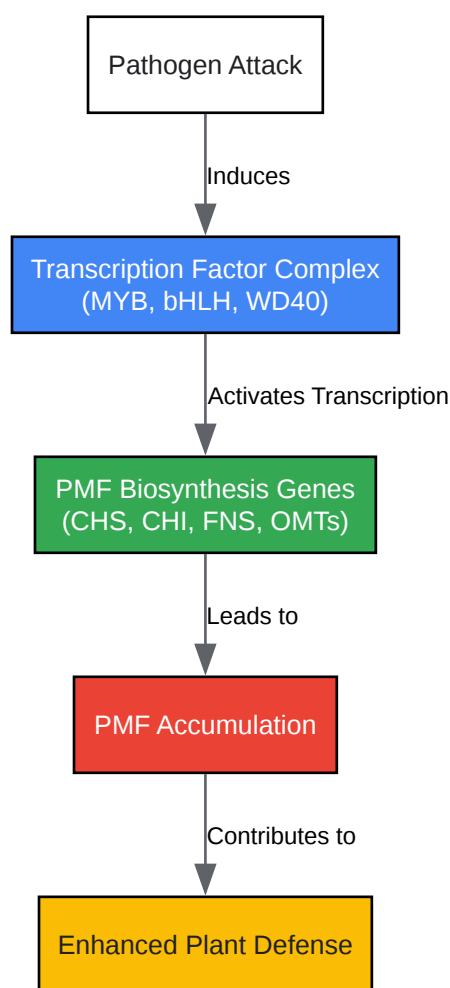 Pathogen Attack
Induces
Transcription Factor Complex
(MYB, bHLH, WD40)
Activates Transcription
PMF Biosynthesis Genes
(CHS, CHI, FNS, OMTs)
Leads to
PMF Accumulation
Contributes to
Enhanced Plant Defense